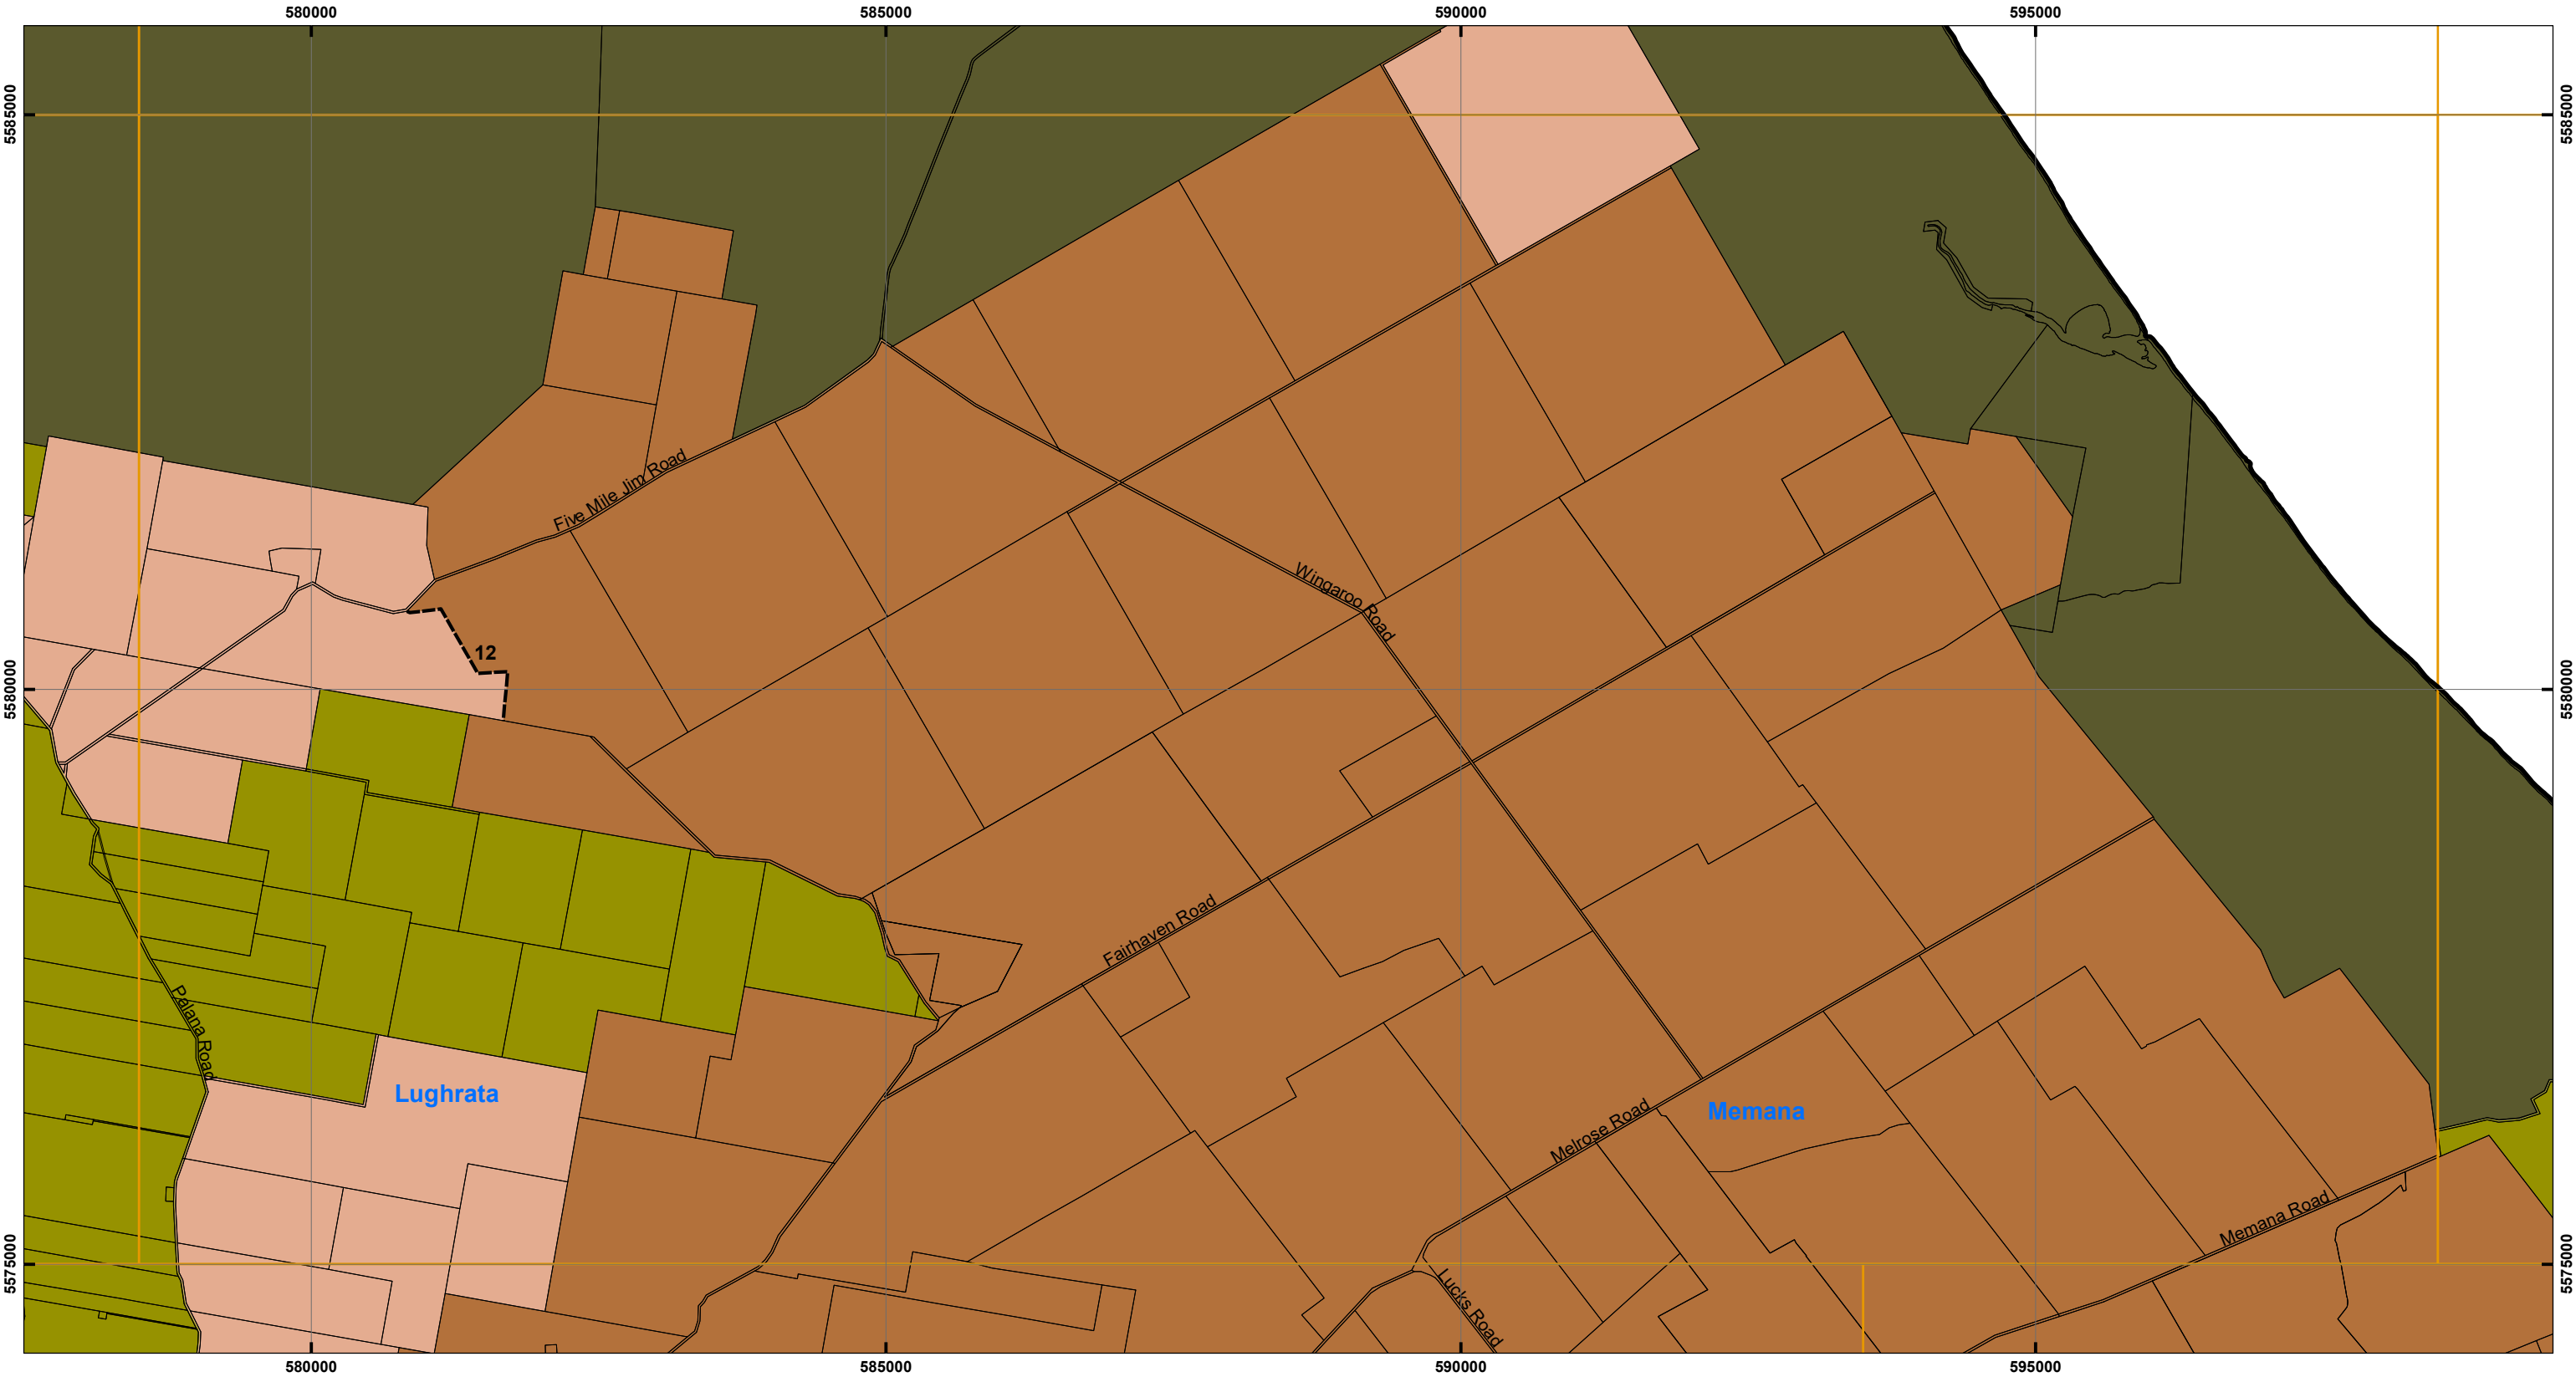 580000
585000
590000
595000
5585000
5585000
Five Mile Jim Road
Wingaroo Road
12
5580000
5580000
Fairhaven Road
Palana Road
Lughrata
Memana
Melrose Road
Memana Road
5575000
5575000
Lucks Road
580000
585000
590000
595000